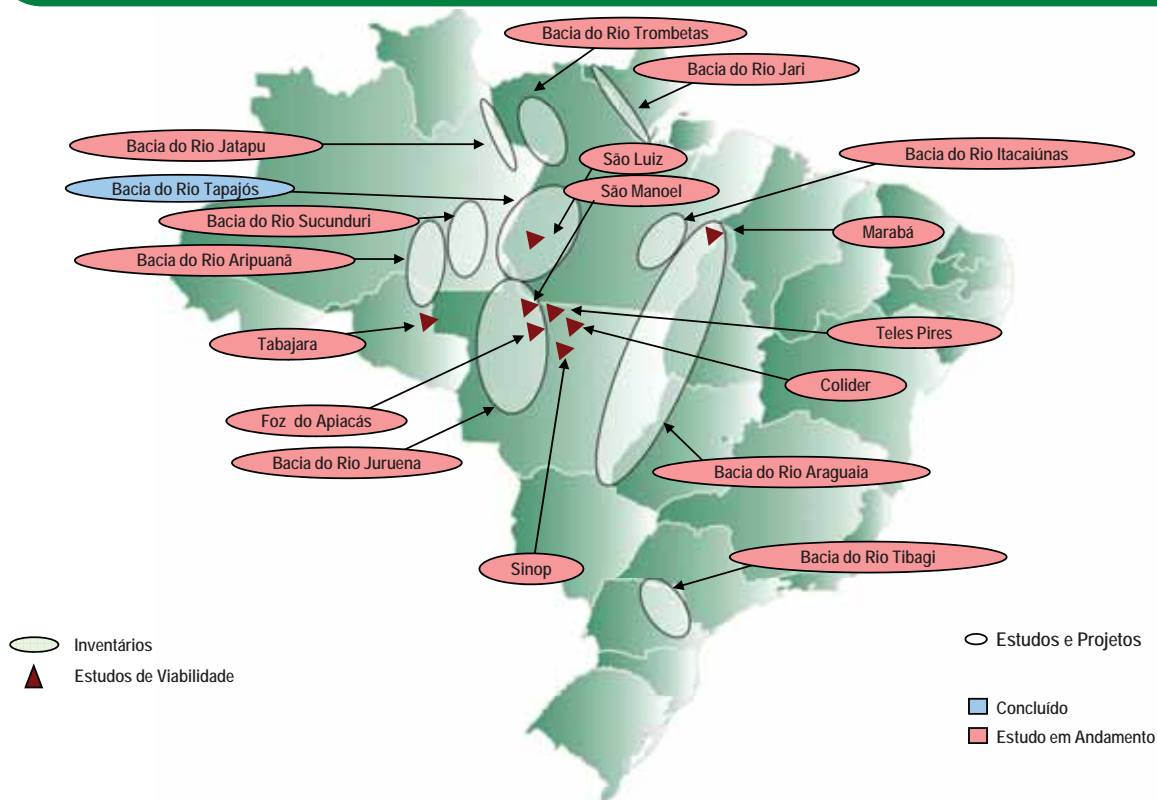 Bacia do Rio Trombetas
Bacia do Rio Jari
Bacia do Rio Jatapu
São Luiz
Bacia do Rio Itacaiúnas
Bacia do Rio Tapajós
São Manoel
Bacia do Rio Sucunduri
Marabá
Bacia do Rio Aripuanã
Tabajara
Teles Pires
Colider
Foz do Apiacás
Bacia do Rio Juruena
Bacia do Rio Araguaia
Sinop
Bacia do Rio Tibagi
Inventários
Estudos de Viabilidade
Estudos e Projetos
Concluído
Estudo em Andamento